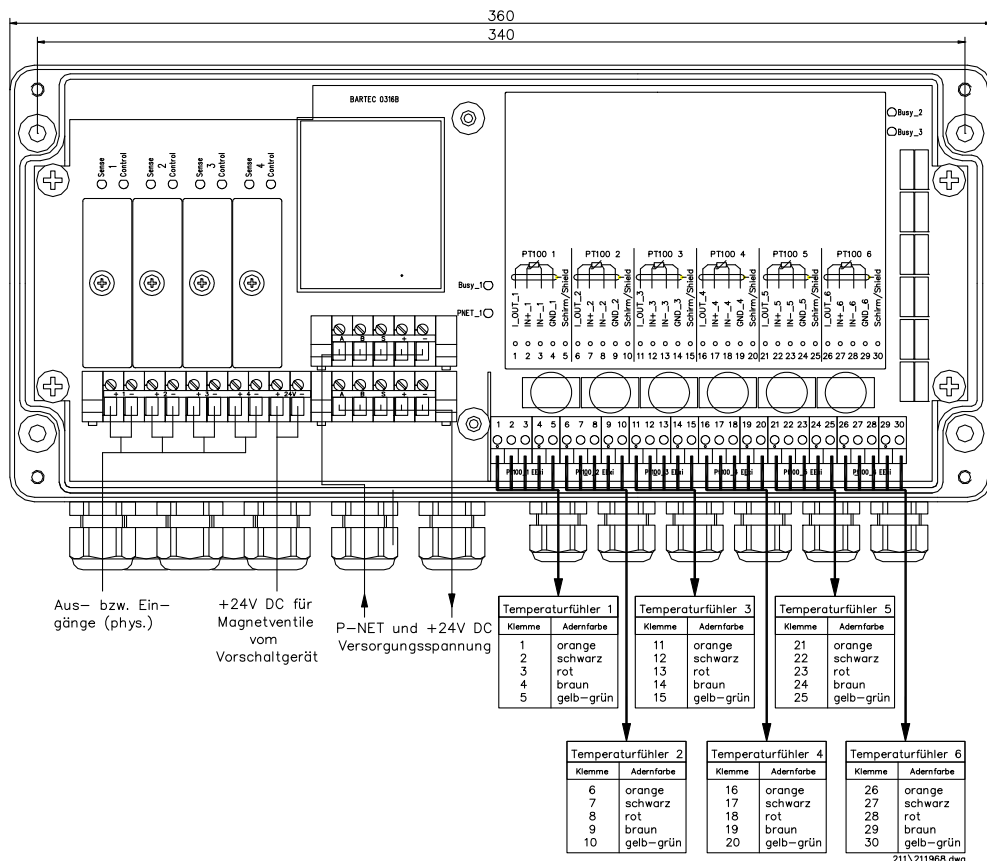 360
340
BARTEC 0316B
Busy_2
Busy_3
Sense 1 Control
Sense 2 Control
Sense 3 Control
Sense 4 Control
Busy_1
PNET_1
PT100 1 PT100 2 PT100 3 PT100 4 PT100 5 PT100 6
I_OUT_1 IN+_1 IN-_1 GND_1 Schirm/Shield
I_OUT_2 IN+_2 IN-_2 GND_2 Schirm/Shield
I_OUT_3 IN+_3 IN-_3 GND_3 Schirm/Shield
I_OUT_4 IN+_4 IN-_4 GND_4 Schirm/Shield
I_OUT_5 IN+_5 IN-_5 GND_5 Schirm/Shield
I_OUT_6 IN+_6 IN-_6 GND_6 Schirm/Shield
1 2 3 4 5 6 7 8 9 10 11 12 13 14 15 16 17 18 19 20 21 22 23 24 25 26 27 28 29 30
A B S + -
A B S + -
+ 1 - + 2 - + 3 - + 4 - + 24V -
1 2 3 4 5 6 7 8 9 10 11 12 13 14 15 16 17 18 19 20 21 22 23 24 25 26 27 28 29 30
Aus- bzw. Ein-
gänge (phys.)
+24V DC für
Magnetventile
vom
Vorschaltgerät
P-NET und +24V DC
Versorgungsspannung
Temperaturfühler 1
Klemme Adernfarbe
1 orange
2 schwarz
3 rot
4 braun
5 gelb-grün
Temperaturfühler 3
Klemme Adernfarbe
11 orange
12 schwarz
13 rot
14 braun
15 gelb-grün
Temperaturfühler 5
Klemme Adernfarbe
21 orange
22 schwarz
23 rot
24 braun
25 gelb-grün
Temperaturfühler 2
Klemme Adernfarbe
6 orange
7 schwarz
8 rot
9 braun
10 gelb-grün
Temperaturfühler 4
Klemme Adernfarbe
16 orange
17 schwarz
18 rot
19 braun
20 gelb-grün
Temperaturfühler 6
Klemme Adernfarbe
26 orange
27 schwarz
28 rot
29 braun
30 gelb-grün
211\211968.dwg